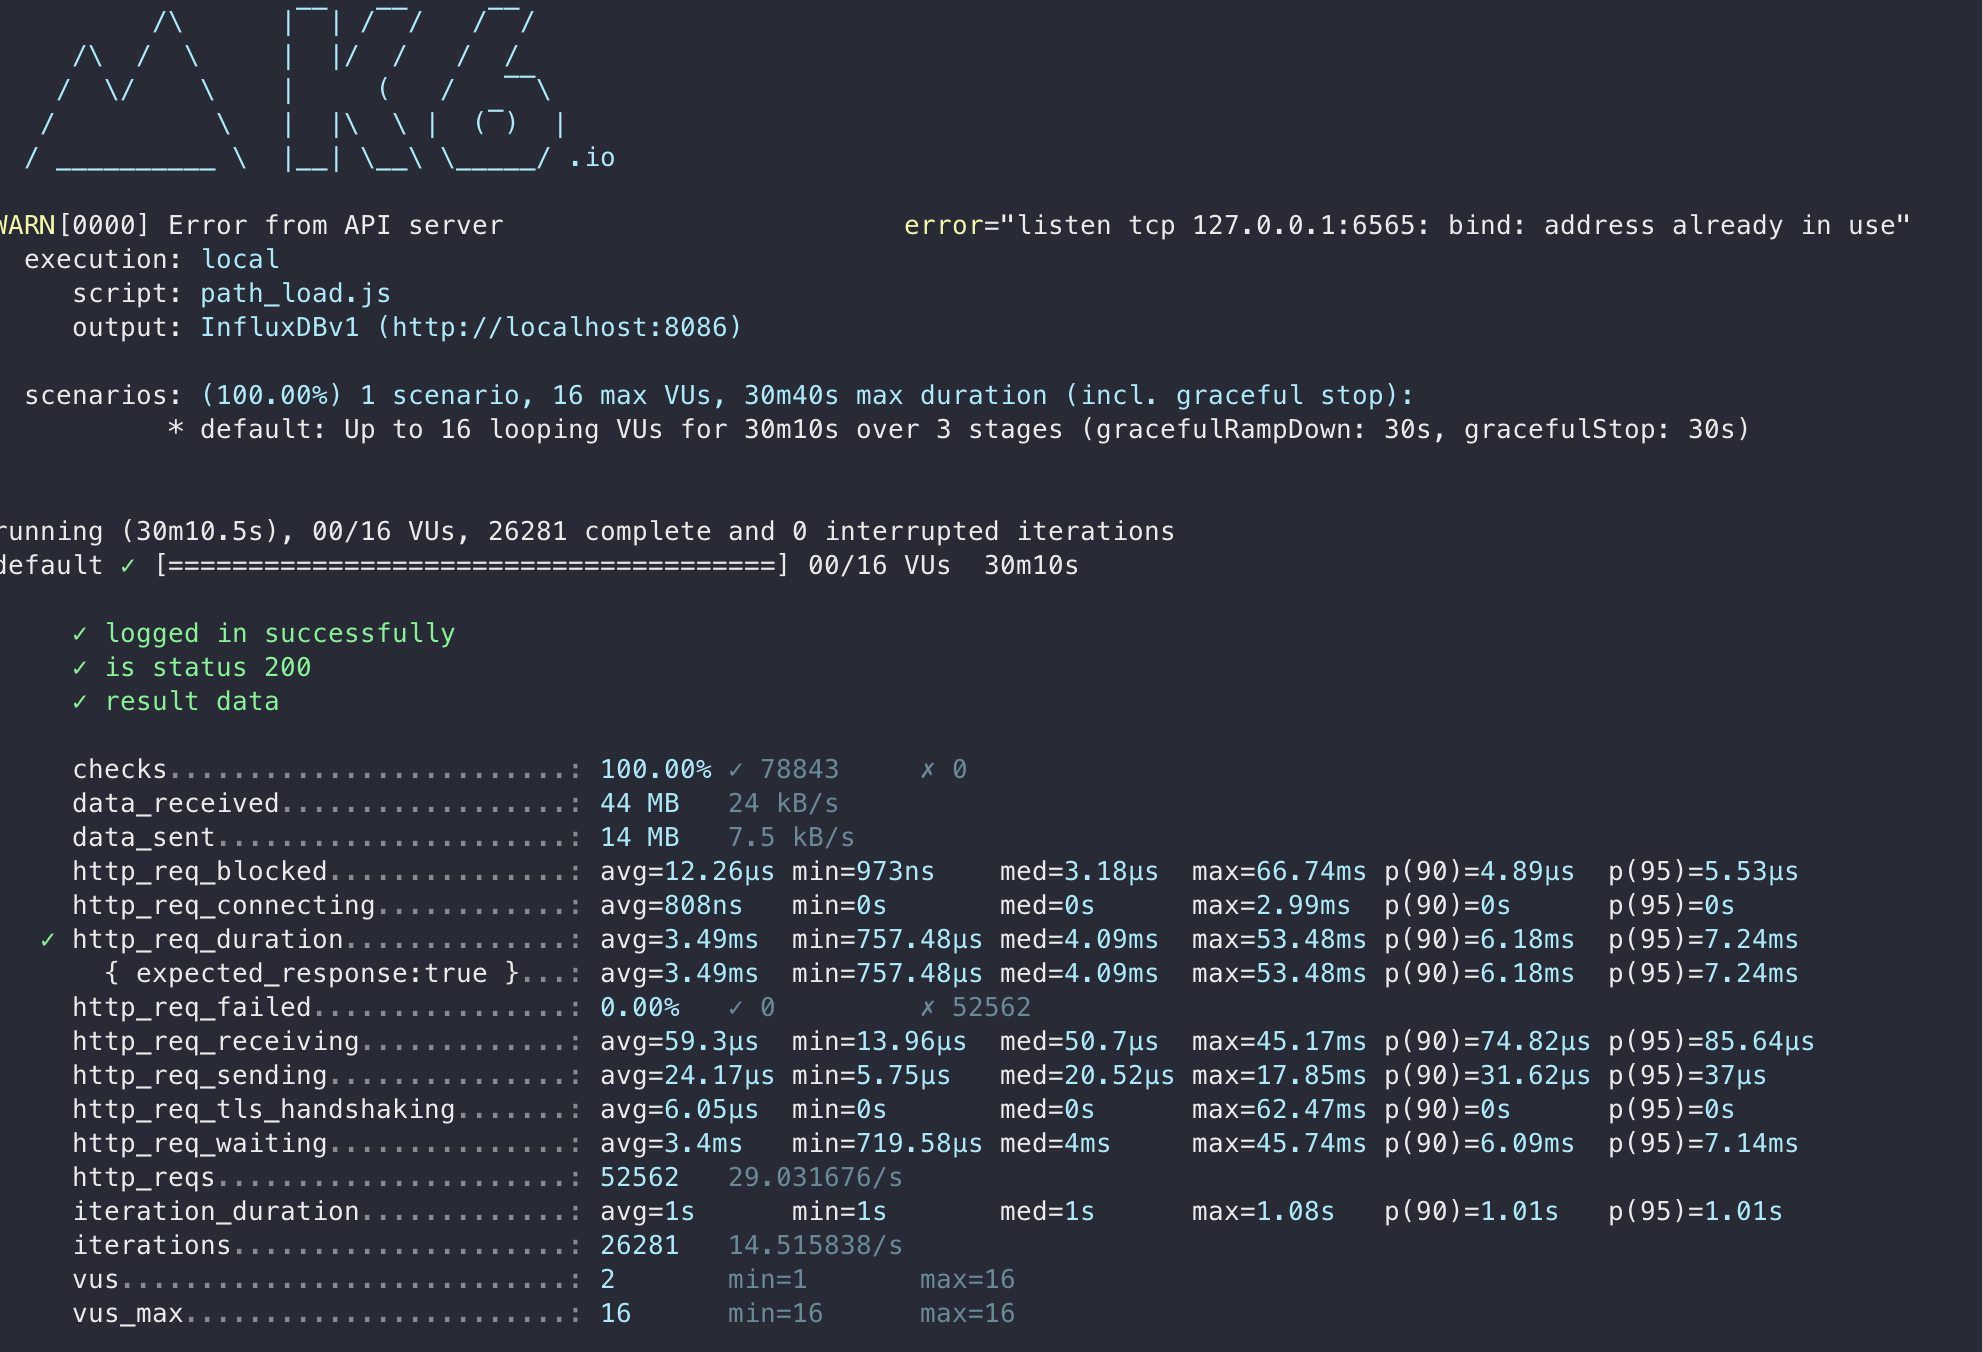 .io
WARN[0000] Error from API server error="listen tcp 127.0.0.1:6565: bind: address already in use"
execution: local
script: path_load.js
output: InfluxDBv1 (http://localhost:8086)
scenarios: (100.00%) 1 scenario, 16 max VUs, 30m40s max duration (incl. graceful stop):
* default: Up to 16 looping VUs for 30m10s over 3 stages (gracefulRampDown: 30s, gracefulStop: 30s)
running (30m10.5s), 00/16 VUs, 26281 complete and 0 interrupted iterations
default ✓ [======================================] 00/16 VUs 30m10s
✓ logged in successfully
✓ is status 200
✓ result data
checks.........................: 100.00% ✓ 78843 ✗ 0
data_received..................: 44 MB 24 kB/s
data_sent......................: 14 MB 7.5 kB/s
http_req_blocked...............: avg=12.26µs min=973ns med=3.18µs max=66.74ms p(90)=4.89µs p(95)=5.53µs
http_req_connecting............: avg=808ns min=0s med=0s max=2.99ms p(90)=0s p(95)=0s
✓ http_req_duration..............: avg=3.49ms min=757.48µs med=4.09ms max=53.48ms p(90)=6.18ms p(95)=7.24ms
{ expected_response:true }...: avg=3.49ms min=757.48µs med=4.09ms max=53.48ms p(90)=6.18ms p(95)=7.24ms
http_req_failed................: 0.00% ✓ 0 ✗ 52562
http_req_receiving.............: avg=59.3µs min=13.96µs med=50.7µs max=45.17ms p(90)=74.82µs p(95)=85.64µs
http_req_sending...............: avg=24.17µs min=5.75µs med=20.52µs max=17.85ms p(90)=31.62µs p(95)=37µs
http_req_tls_handshaking.......: avg=6.05µs min=0s med=0s max=62.47ms p(90)=0s p(95)=0s
http_req_waiting...............: avg=3.4ms min=719.58µs med=4ms max=45.74ms p(90)=6.09ms p(95)=7.14ms
http_reqs......................: 52562 29.031676/s
iteration_duration.............: avg=1s min=1s med=1s max=1.08s p(90)=1.01s p(95)=1.01s
iterations.....................: 26281 14.515838/s
vus............................: 2 min=1 max=16
vus_max........................: 16 min=16 max=16